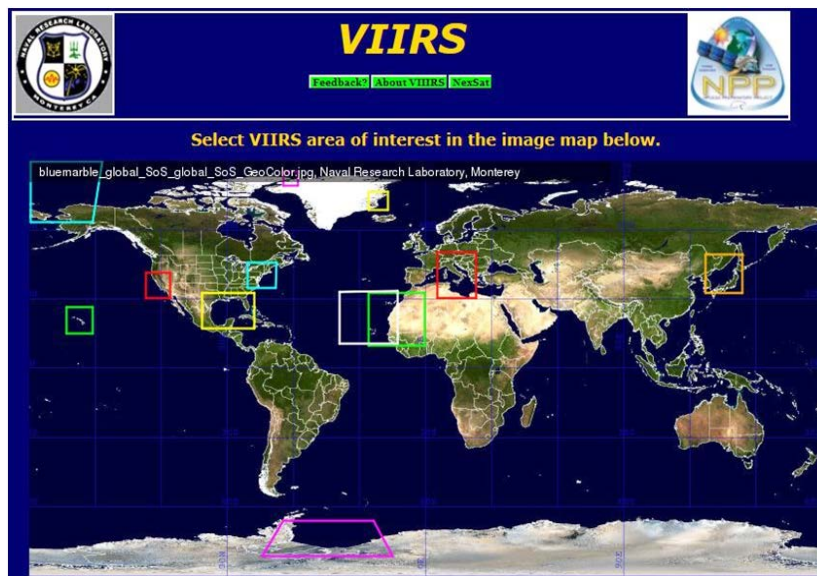 NAVAL RESEARCH LABORATORY
MONTEREY CA
VIIRS
Feedback? About VIIIRS NexSat
NPP
Select VIIRS area of interest in the image map below.
bluemarble_global_SoS_global_SoS_GeoColor.jpg, Naval Research Laboratory, Monterey